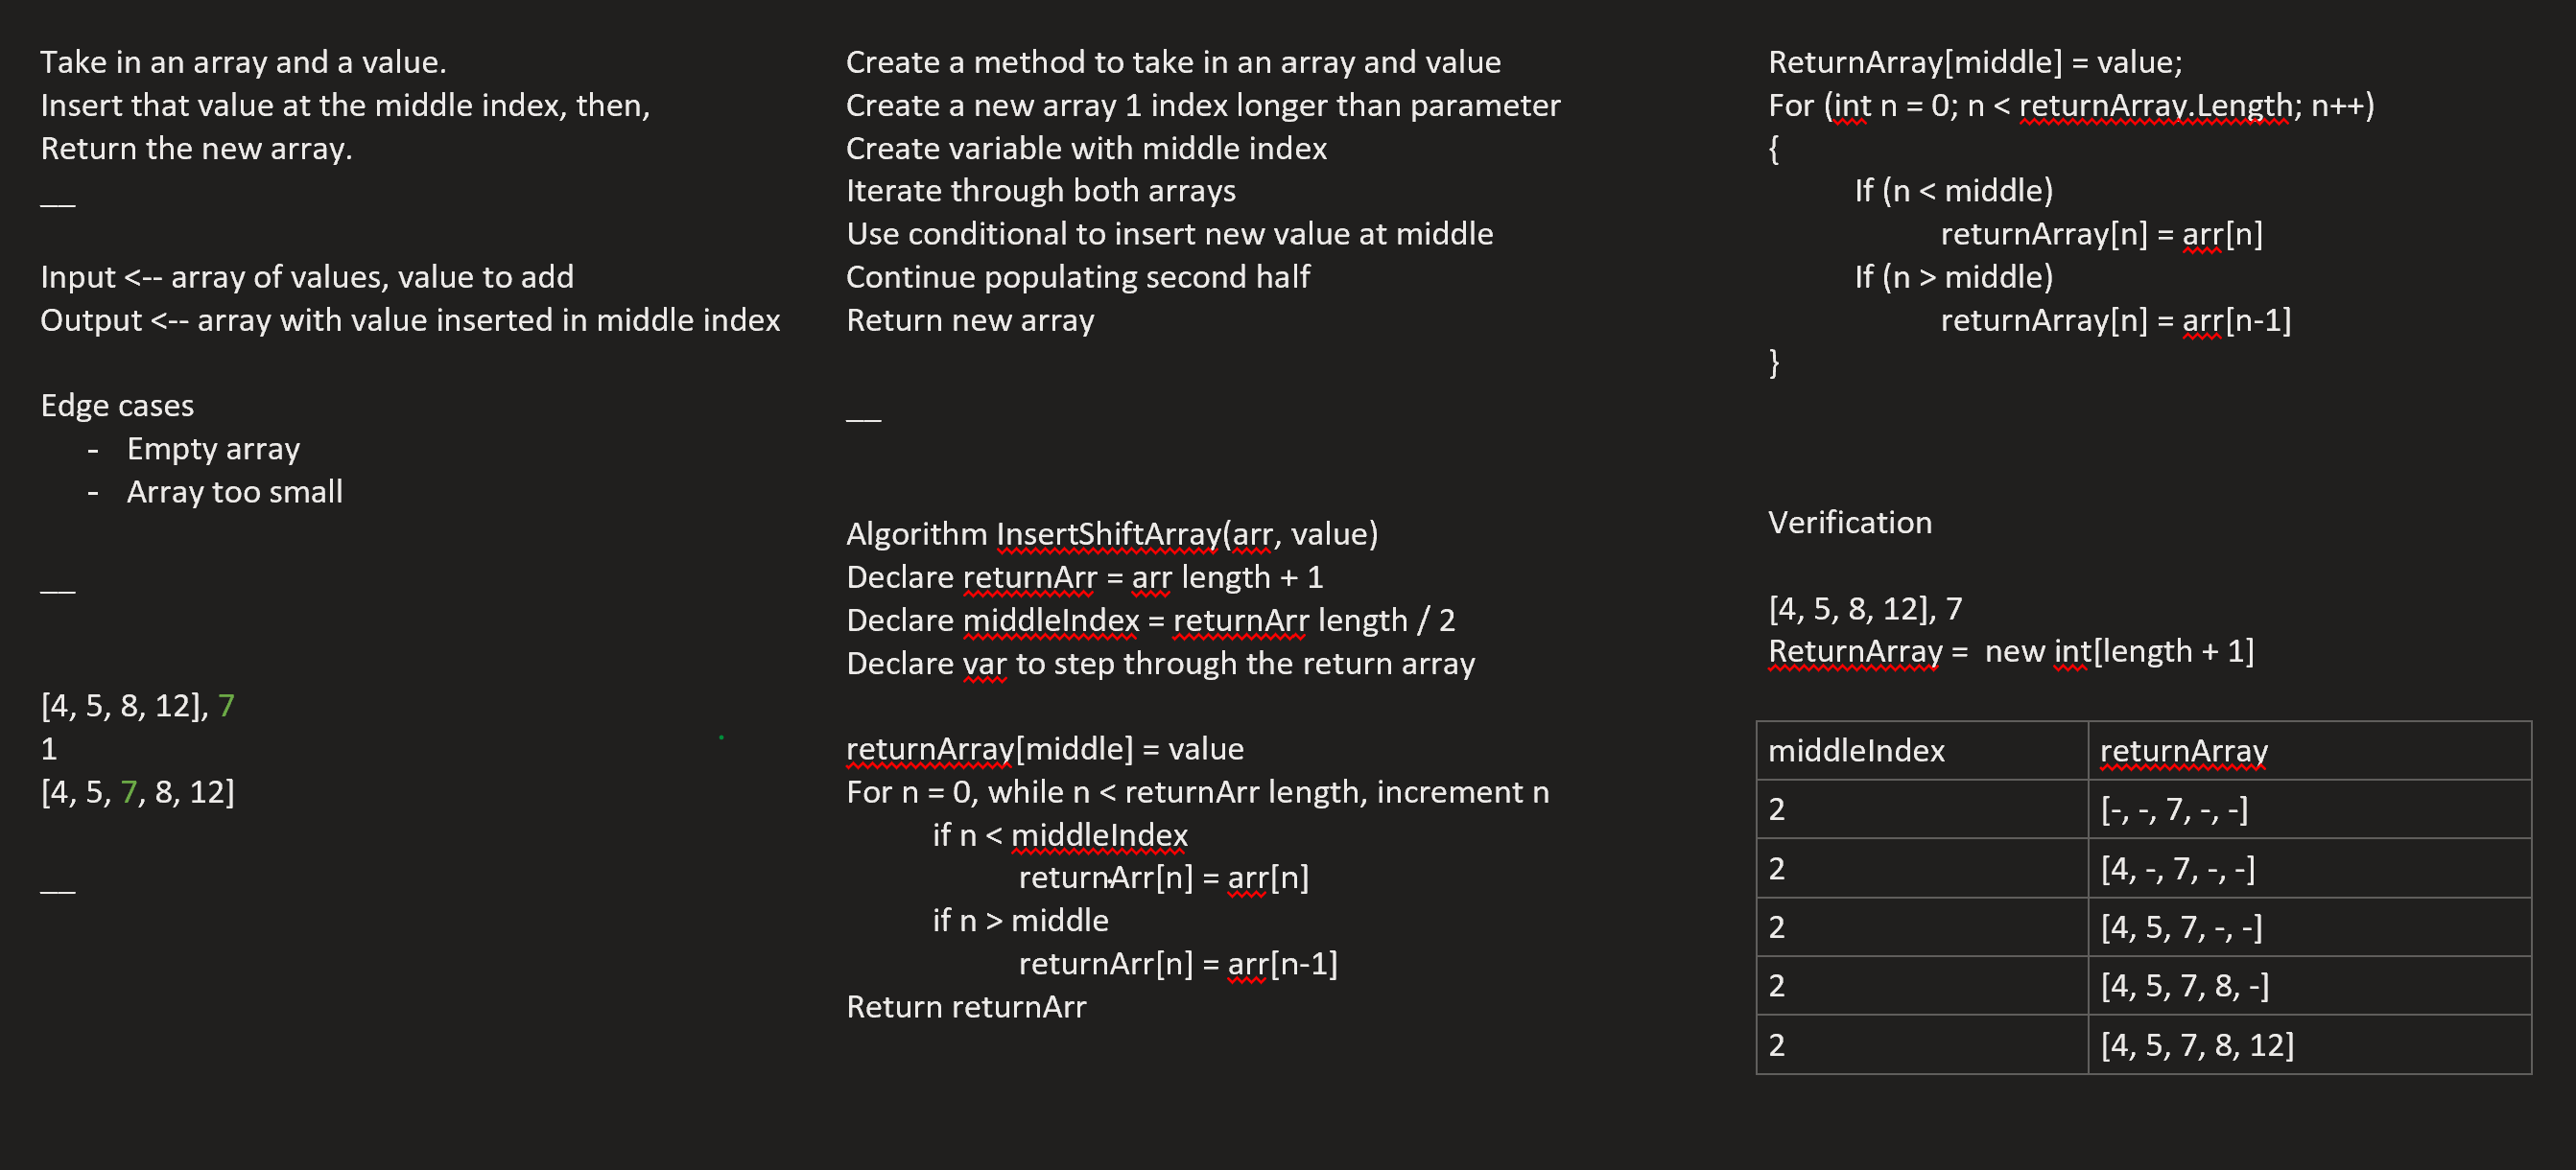 Take in an array and a value.
Insert that value at the middle index, then,
Return the new array.
__
Input <-- array of values, value to add
Output <-- array with value inserted in middle index
Edge cases
- Empty array
- Array too small
__
[4, 5, 8, 12], 7
1
[4, 5, 7, 8, 12]
__
Create a method to take in an array and value
Create a new array 1 index longer than parameter
Create variable with middle index
Iterate through both arrays
Use conditional to insert new value at middle
Continue populating second half
Return new array
__
Algorithm InsertShiftArray(arr, value)
Declare returnArr = arr length + 1
Declare middleIndex = returnArr length / 2
Declare var to step through the return array
returnArray[middle] = value
For n = 0, while n < returnArr length, increment n
if n < middleIndex
returnArr[n] = arr[n]
if n > middle
returnArr[n] = arr[n-1]
Return returnArr
ReturnArray[middle] = value;
For (int n = 0; n < returnArray.Length; n++)
{
If (n < middle)
returnArray[n] = arr[n]
If (n > middle)
returnArray[n] = arr[n-1]
}
Verification
[4, 5, 8, 12], 7
ReturnArray = new int[length + 1]
middleIndex returnArray
2 [-, -, 7, -, -]
2 [4, -, 7, -, -]
2 [4, 5, 7, -, -]
2 [4, 5, 7, 8, -]
2 [4, 5, 7, 8, 12]